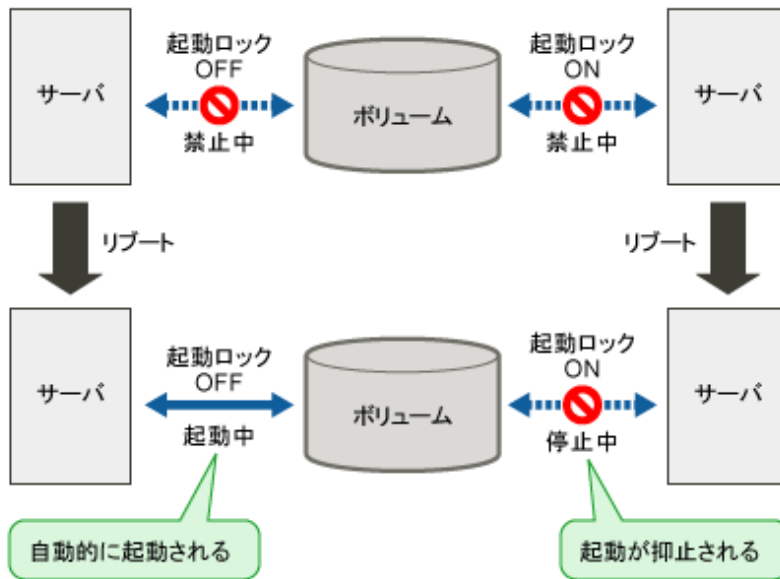 起動ロック
OFF
起動ロック
ON
サーバ
ボリューム
サーバ
禁止中
禁止中
リブート
リブート
起動ロック
OFF
起動ロック
ON
サーバ
ボリューム
サーバ
起動中
停止中
自動的に起動される
起動が抑止される